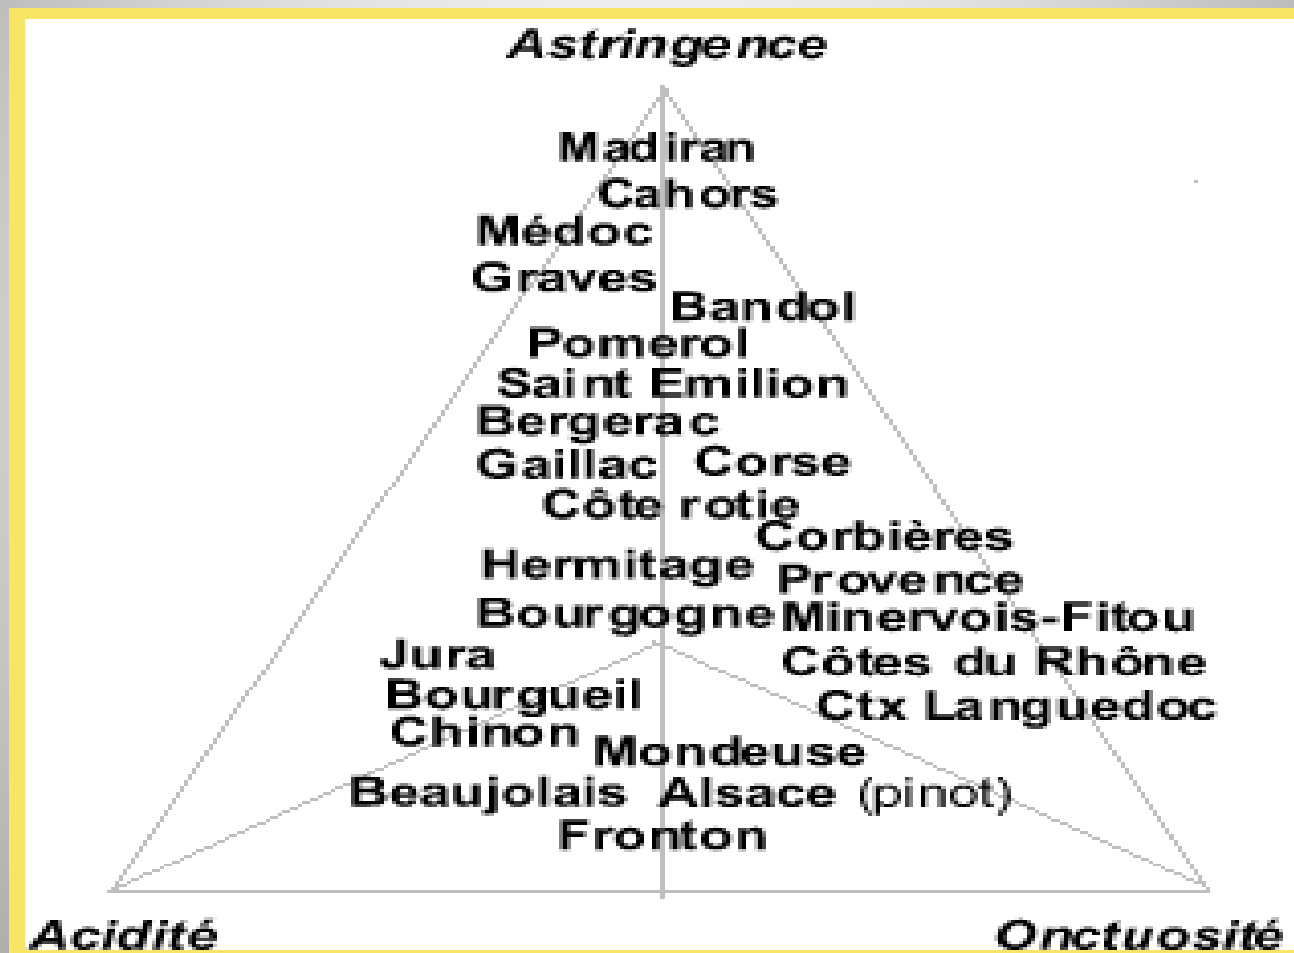 Astringence
Madiran
Cahors
Médoc
Graves
Bandol
Pomerol
Saint Emilion
Bergerac
Gaillac Corse
Côte rotie
Corbières
Hermitage
Provence
Bourgogne Minervois-Fitou
Jura
Côtes du Rhône
Bourgueil
Ctx Languedoc
Chinon
Mondeuse
Beaujolais Alsace (pinot)
Fronton
Acidité Onctuosité